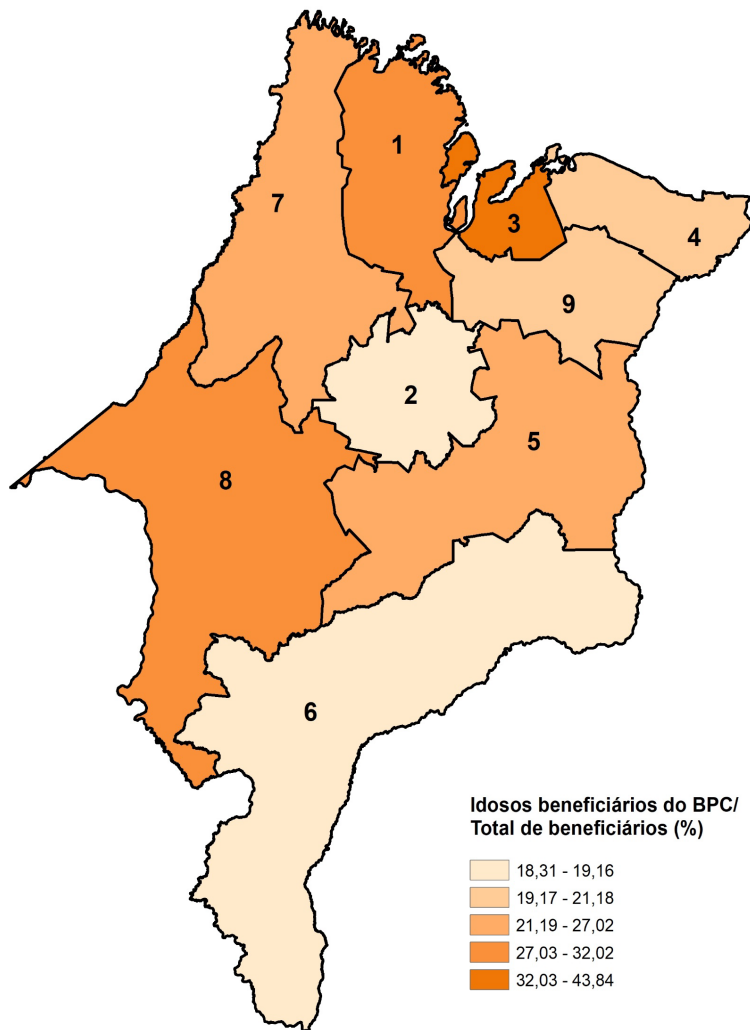 1
7
3
4
9
2
5
8
6
Idosos beneficiários do BPC/
Total de beneficiários (%)
18,31 - 19,16
19,17 - 21,18
21,19 - 27,02
27,03 - 32,02
32,03 - 43,84